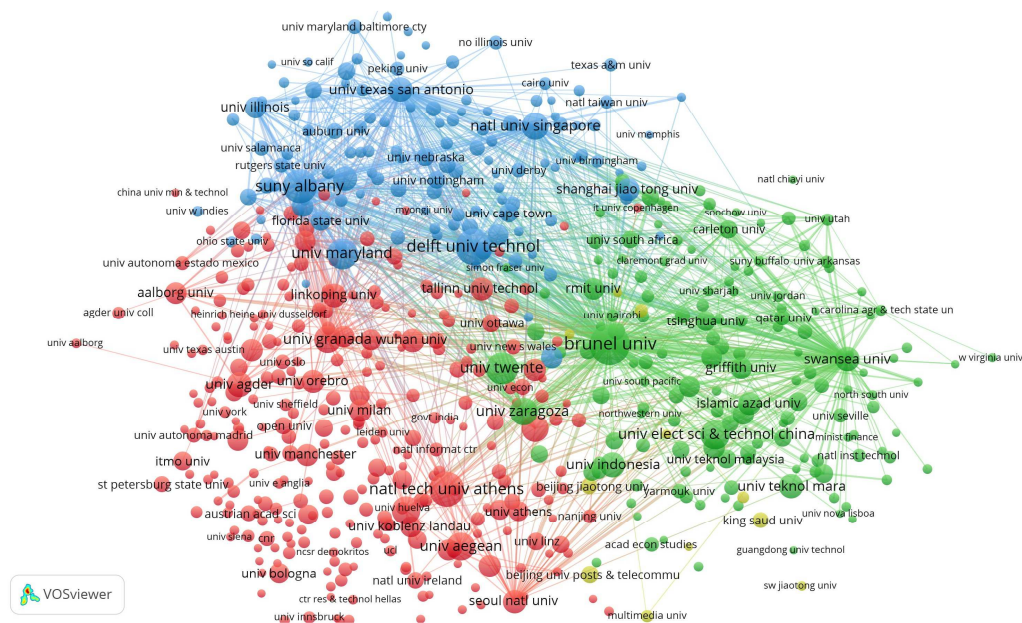 univ maryland baltimore cty
no illinois univ
univ so calif
peking univ
texas a&m univ
cairo univ
univ texas san antonio
univ illinois
natl taiwan univ
natl univ singapore
auburn univ
univ memphis
univ salamanca
univ nebraska
univ birmingham
rutgers state univ
univ derby
univ nottingham
natl chiayi univ
suny albany
shanghai jiao tong univ
china univ min & technol
univ w indies
myongji univ
univ cape town
it univ copenhagen
soochow univ
florida state univ
univ utah
carleton univ
ohio state univ
delft univ technol
univ south africa
univ maryland
claremont grad univ
suny buffalo
univ arkansas
univ autonoma estado mexico
simon fraser univ
aalborg univ
linkoping univ
tallinn univ technol
rmit univ
univ sharjah
univ jordan
agder univ coll
heinrich heine univ dusseldorf
univ nairobi
n carolina agr & tech state un
univ ottawa
tsinghua univ
qatar univ
univ aalborg
univ granada
wuhan univ
univ texas austin
univ new s wales
brunel univ
univ oslo
swansea univ
w virginia univ
univ twente
griffith univ
univ agder
univ orebro
univ econ
univ south pacific
north south univ
univ york
univ sheffield
univ milan
govt india
univ zaragoza
northwestern univ
islamic azad univ
univ seville
open univ
leiden univ
univ autonoma madrid
univ elect sci & technol china
minist finance
natl informat ctr
univ manchester
itmo univ
univ indonesia
univ teknol malaysia
natl inst technol
st petersburg state univ
univ e anglia
natl tech univ athens
beijing jiaotong univ
yarmouk univ
univ teknol mara
austrian acad sci
univ huelva
univ athens
nanjing univ
univ nova lisboa
univ koblenz landau
king saud univ
univ siena
cnr
ncsr demokritos
ucl
univ aegean
univ linz
acad econ studies
guangdong univ technol
univ bologna
natl univ ireland
beijing univ posts & telecommu
sw jiaotong univ
ctr res & technol hellas
seoul natl univ
univ innsbruck
multimedia univ
VOSviewer